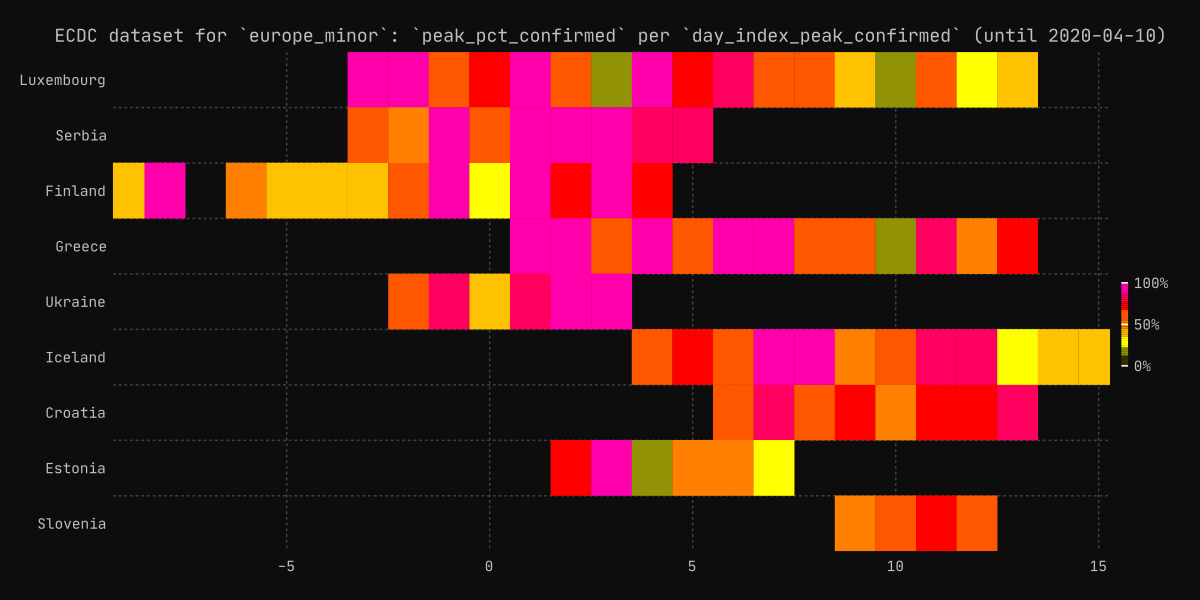 ECDC dataset for `europe_minor`: `peak_pct_confirmed` per `day_index_peak_confirmed` (until 2020-04-10)
Luxembourg
Serbia
Finland
Greece
Ukraine
Iceland
Croatia
Estonia
Slovenia
100%
50%
0%
−5
0
5
10
15